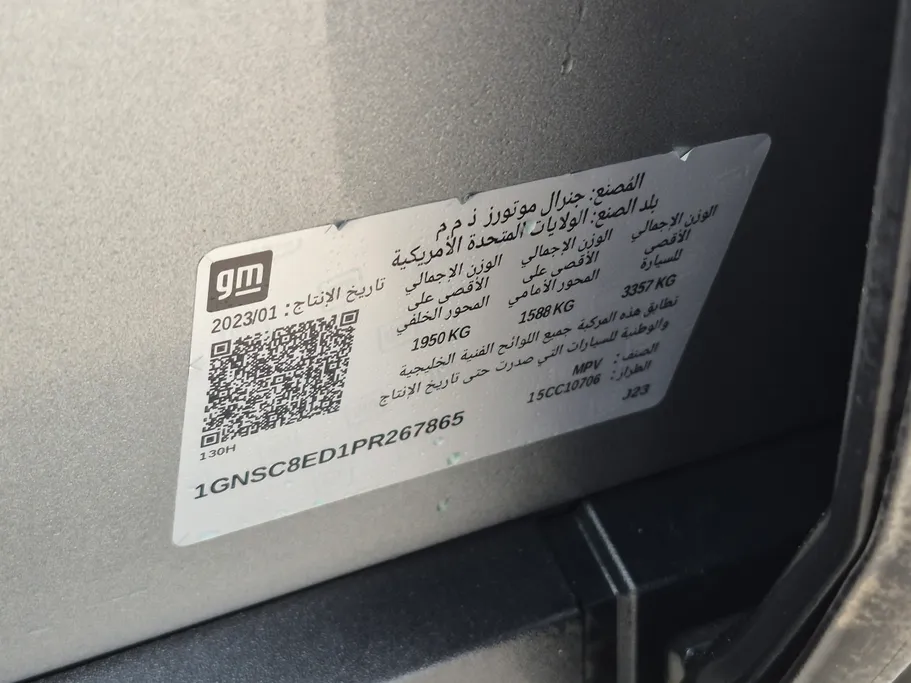 المُصنع: جنرال موتورز ذ م م
بلد الصنع: الولايات المتحدة الأمريكية
gm
تاريخ الإنتاج: 2023/01
الوزن الإجمالي الأقصى للسيارة
3357 KG
الوزن الإجمالي الأقصى على المحور الأمامي
1588 KG
الوزن الإجمالي الأقصى على المحور الخلفي
1950 KG
تطابق هذه المركبة جميع اللوائح الفنية الخليجية
والوطنية للسيارات التي صدرت حتى تاريخ الإنتاج
الصنف: MPV
الطراز: 15CC10706
J23
130H
1GNSC8ED1PR267865